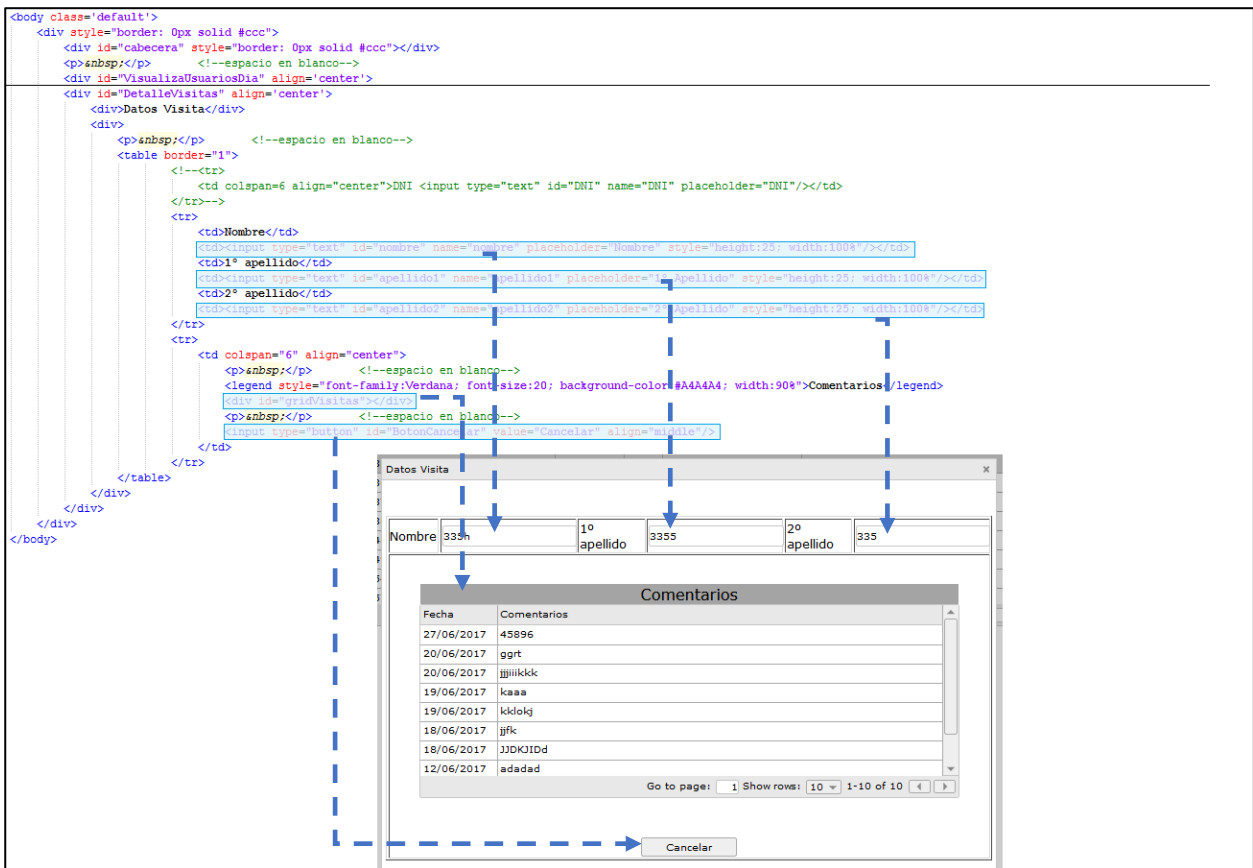 <body class='default'>
<div style="border: 0px solid #ccc">
<div id="cabecera" style="border: 0px solid #ccc"></div>
<p>&nbsp;</p> <!--espacio en blanco-->
<div id="VisualizaUsuariosDia" align='center'>
<div id="DetalleVisitas" align='center'>
<div>Datos Visita</div>
<div>
<p>&nbsp;</p> <!--espacio en blanco-->
<table border="1">
<!--<tr>
<td colspan=6 align="center">DNI <input type="text" id="DNI" name="DNI" placeholder="DNI"/></td>
</tr>-->
<tr>
<td>Nombre</td>
<td><input type="text" id="nombre" name="nombre" placeholder="Nombre" style="height:25; width:100%"/></td>
<td>1º apellido</td>
<td><input type="text" id="apellido1" name="apellido1" placeholder="1º Apellido" style="height:25; width:100%"/></td>
<td>2º apellido</td>
<td><input type="text" id="apellido2" name="apellido2" placeholder="2º Apellido" style="height:25; width:100%"/></td>
</tr>
<tr>
<td colspan="6" align="center">
<p>&nbsp;</p> <!--espacio en blanco-->
<legend style="font-family:Verdana; font-size:20; background-color:#A4A4A4; width:90%">Comentarios</legend>
<div id="gridVisitas"></div>
<p>&nbsp;</p> <!--espacio en blanco-->
<input type="button" id="BotonCancelar" value="Cancelar" align="middle"/>
</td>
</tr>
</table>
</div>
</div>
</div>
</body>
Datos Visita ×
Nombre 335h 1º apellido 3355 2º apellido 335
Comentarios
Fecha Comentarios
27/06/2017 45896
20/06/2017 ggrt
20/06/2017 jjjiiikkk
19/06/2017 kaaa
19/06/2017 kklokj
18/06/2017 jjfk
18/06/2017 JJDKJIDd
12/06/2017 adadad
Go to page: 1 Show rows: 10 1-10 of 10
Cancelar